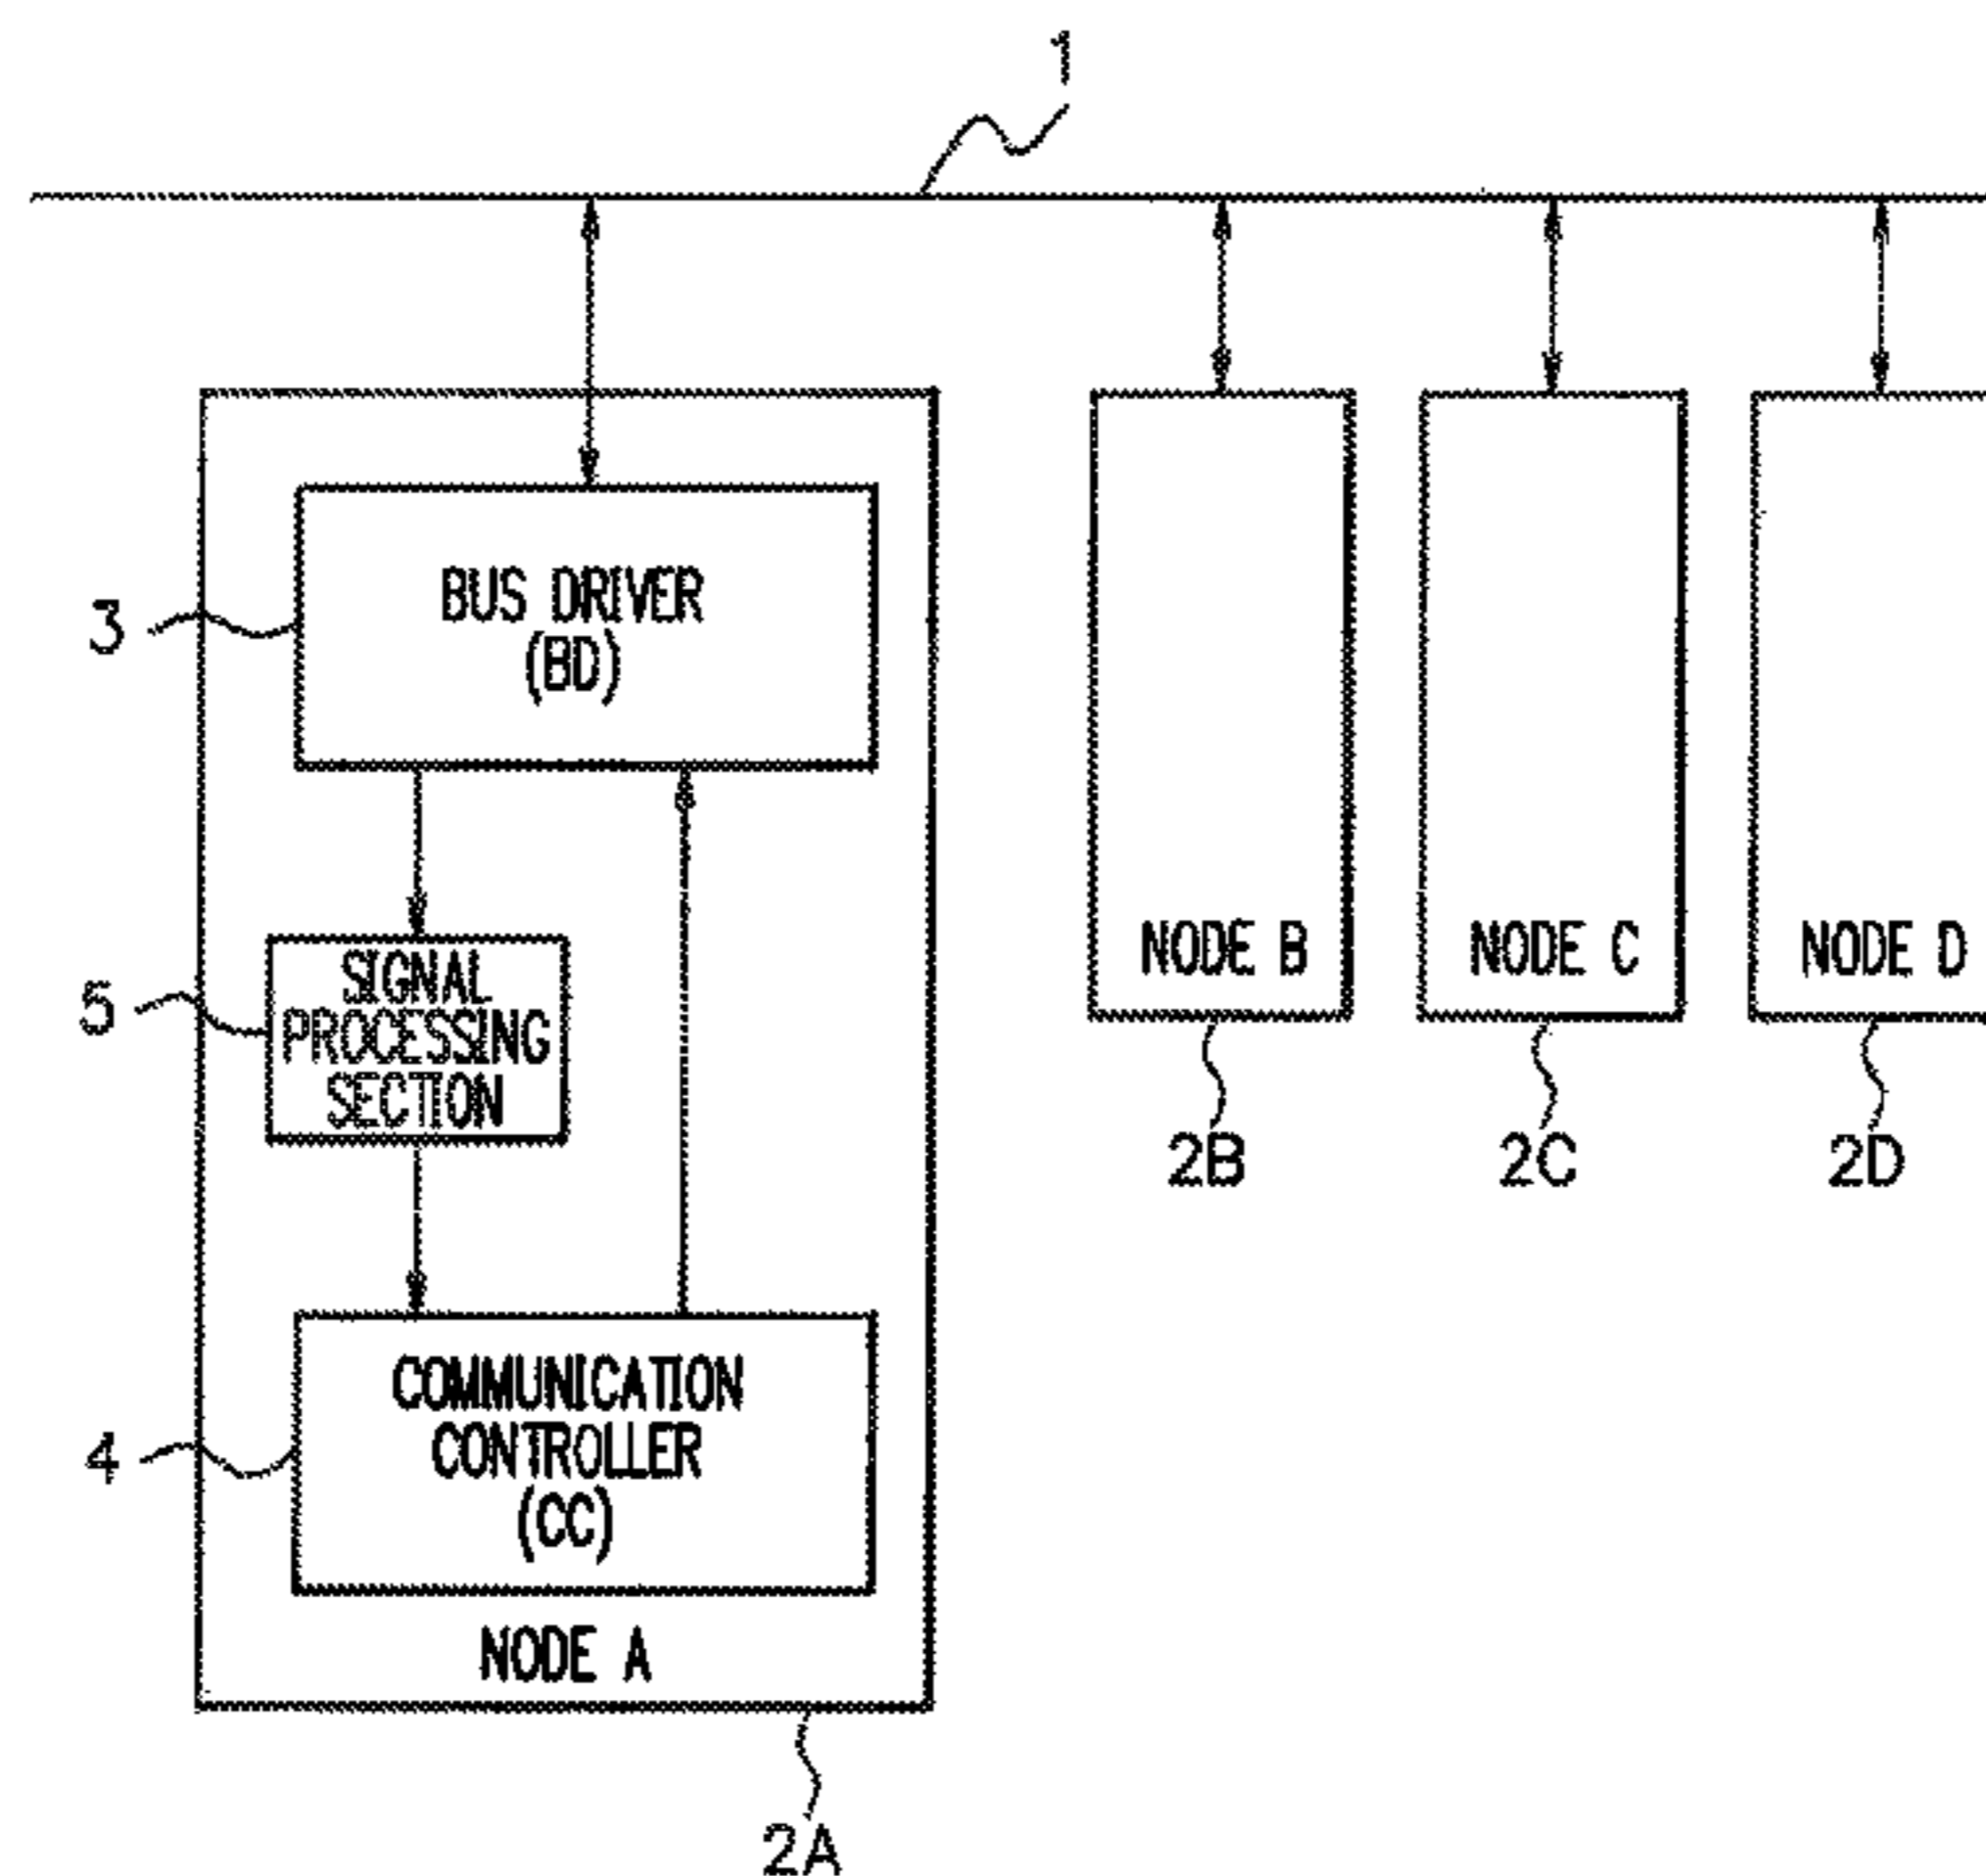 1
3
BUS DRIVER
(BD)
5
SIGNAL
PROCESSING
SECTION
4
COMMUNICATION
CONTROLLER
(CC)
NODE A
2A
NODE B
2B
NODE C
2C
NODE D
2D